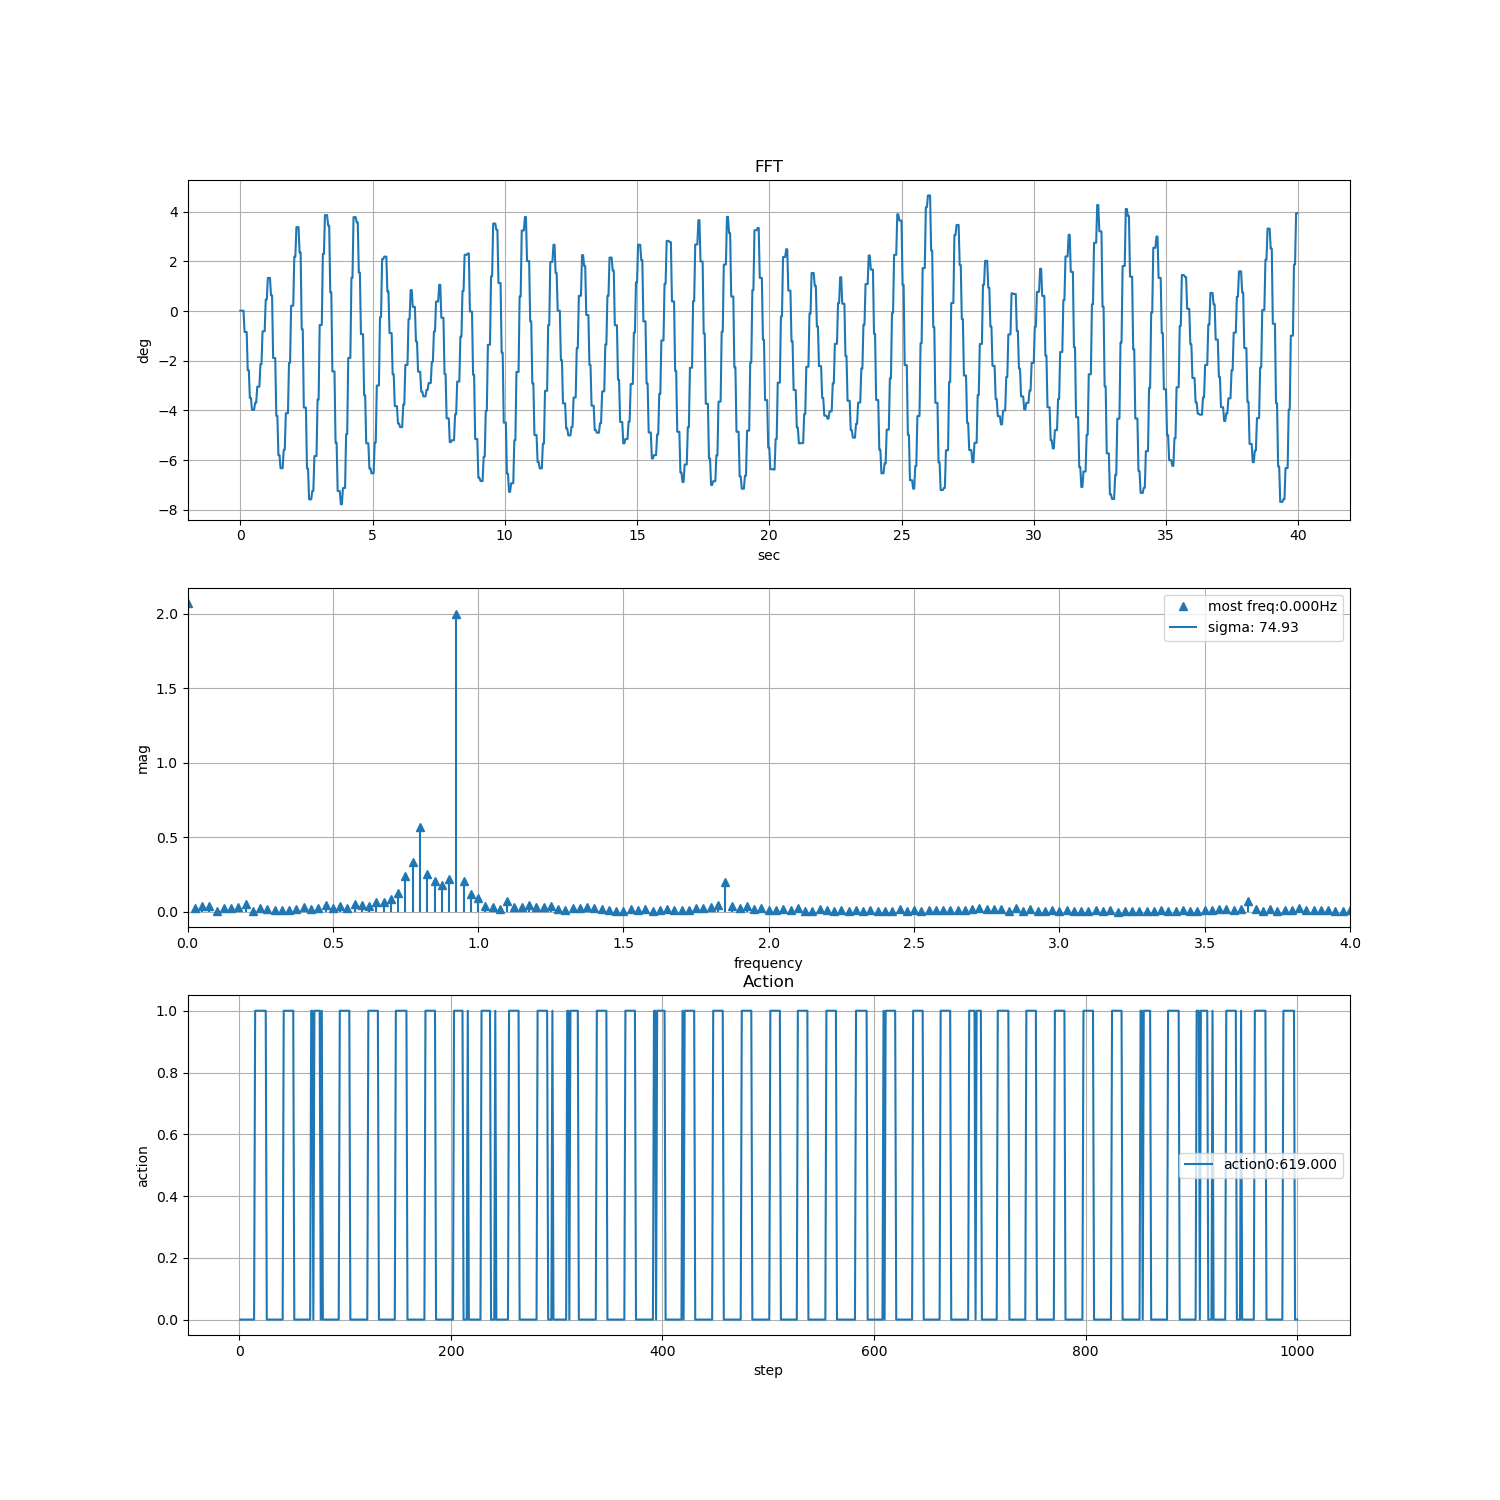 FFT
4
2
0
−2
−4
−6
−8
deg
0 5 10 15 20 25 30 35 40
sec
2.0
1.5
1.0
0.5
0.0
mag
most freq:0.000Hz
sigma: 74.93
0.0 0.5 1.0 1.5 2.0 2.5 3.0 3.5 4.0
frequency
Action
1.0
0.8
0.6
0.4
0.2
0.0
action
action0:619.000
0 200 400 600 800 1000
step